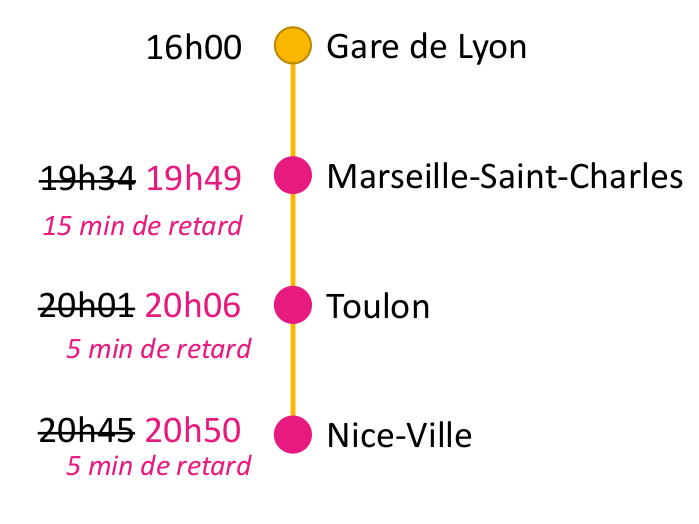 16h00 Gare de Lyon
19h34 19h49 Marseille-Saint-Charles
15 min de retard
20h01 20h06 Toulon
5 min de retard
20h45 20h50 Nice-Ville
5 min de retard